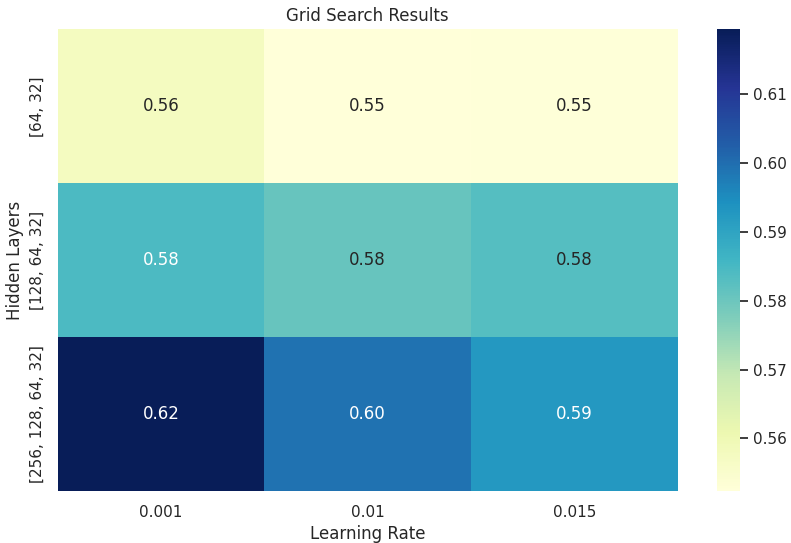 Grid Search Results
Hidden Layers
[64, 32]
0.56 0.55 0.55
[128, 64, 32]
0.58 0.58 0.58
[256, 128, 64, 32]
0.62 0.60 0.59
0.001 0.01 0.015
Learning Rate
0.61
0.60
0.59
0.58
0.57
0.56